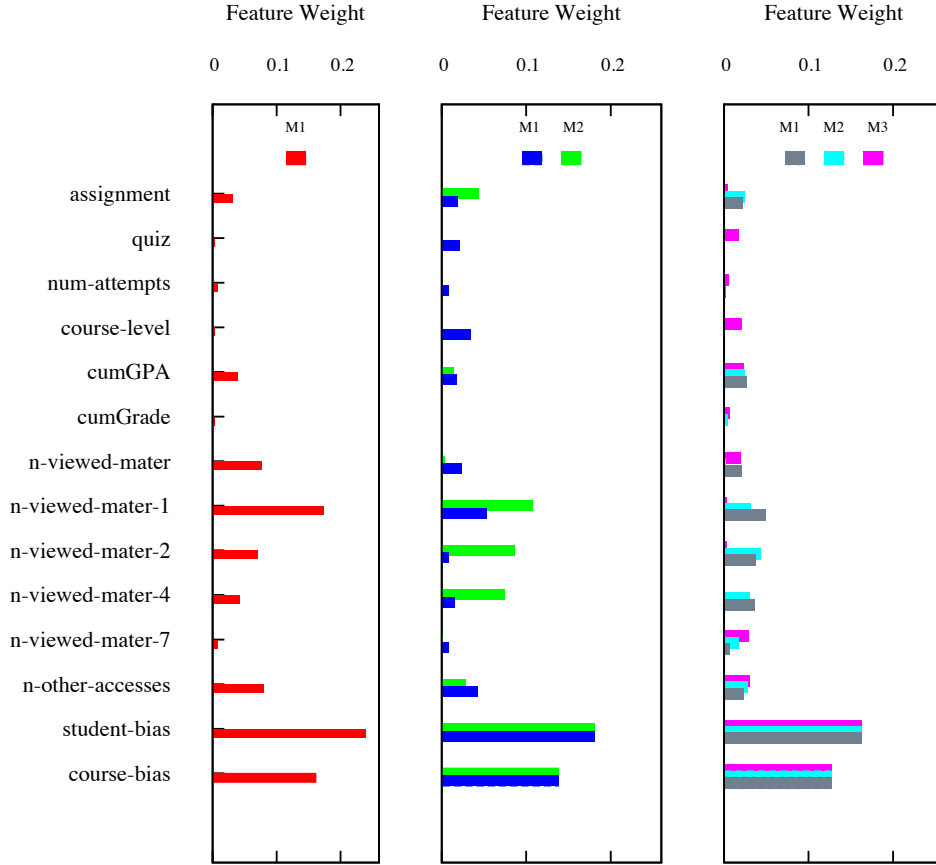 Feature Weight Feature Weight Feature Weight
0 0.1 0.2 0 0.1 0.2 0 0.1 0.2
M1 M1 M2 M1 M2 M3
assignment
quiz
num-attempts
course-level
cumGPA
cumGrade
n-viewed-mater
n-viewed-mater-1
n-viewed-mater-2
n-viewed-mater-4
n-viewed-mater-7
n-other-accesses
student-bias
course-bias